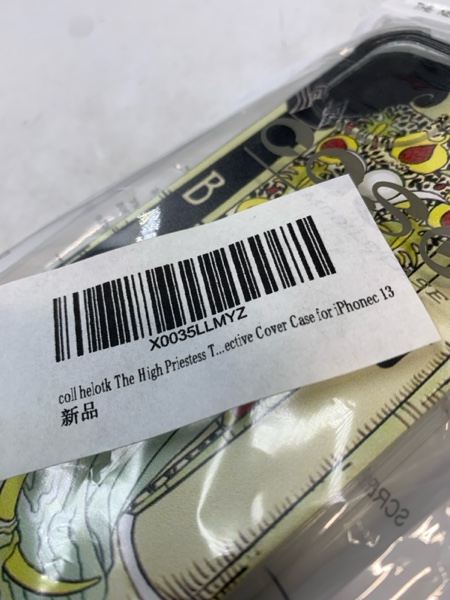 B
X0035LLMYZ
coll helotk The High Priestess T...ective Cover Case for iPhonec 13
新品